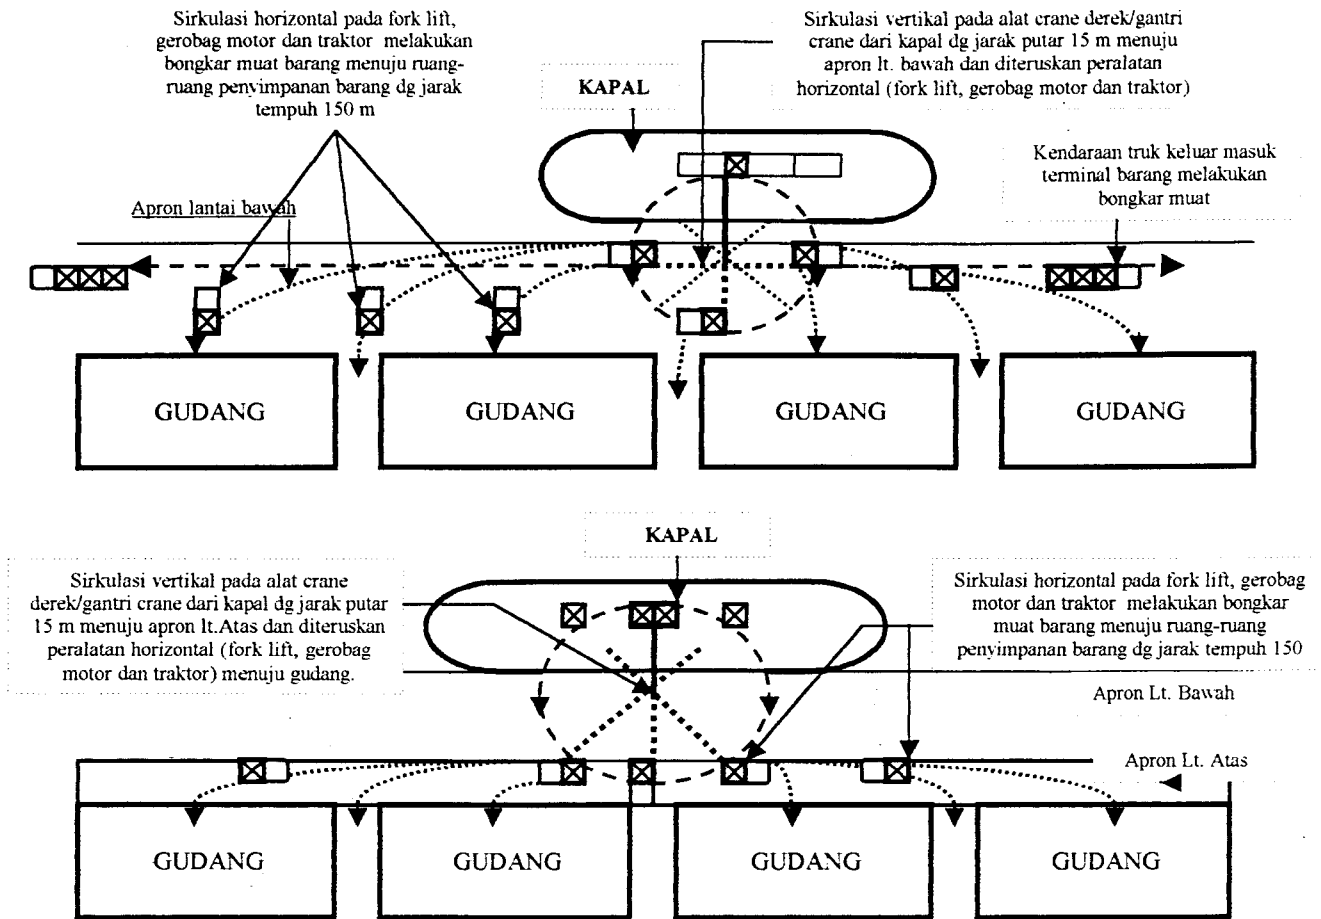 Sirkulasi horizontal pada fork lift,
gerobag motor dan traktor melakukan
bongkar muat barang menuju ruang-
ruang penyimpanan barang dg jarak
tempuh 150 m
Sirkulasi vertikal pada alat crane derek/gantri
crane dari kapal dg jarak putar 15 m menuju
apron lt. bawah dan diteruskan peralatan
horizontal (fork lift, gerobag motor dan traktor)
KAPAL
Kendaraan truk keluar masuk
terminal barang melakukan
bongkar muat
Apron lantai bawah
GUDANG
GUDANG
GUDANG
GUDANG
KAPAL
Sirkulasi vertikal pada alat crane
derek/gantri crane dari kapal dg jarak putar
15 m menuju apron lt.Atas dan diteruskan
peralatan horizontal (fork lift, gerobag
motor dan traktor) menuju gudang.
Sirkulasi horizontal pada fork lift, gerobag
motor dan traktor melakukan bongkar
muat barang menuju ruang-ruang
penyimpanan barang dg jarak tempuh 150
Apron Lt. Bawah
Apron Lt. Atas
GUDANG
GUDANG
GUDANG
GUDANG